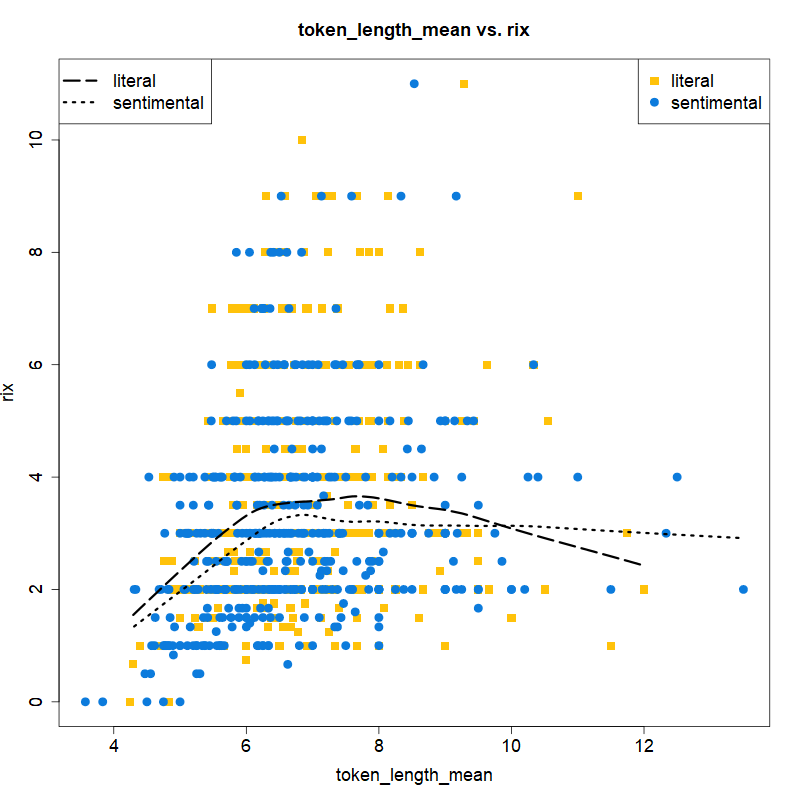 token_length_mean vs. rix
literal
sentimental
literal
sentimental
rix
10
8
6
4
2
0
4 6 8 10 12
token_length_mean